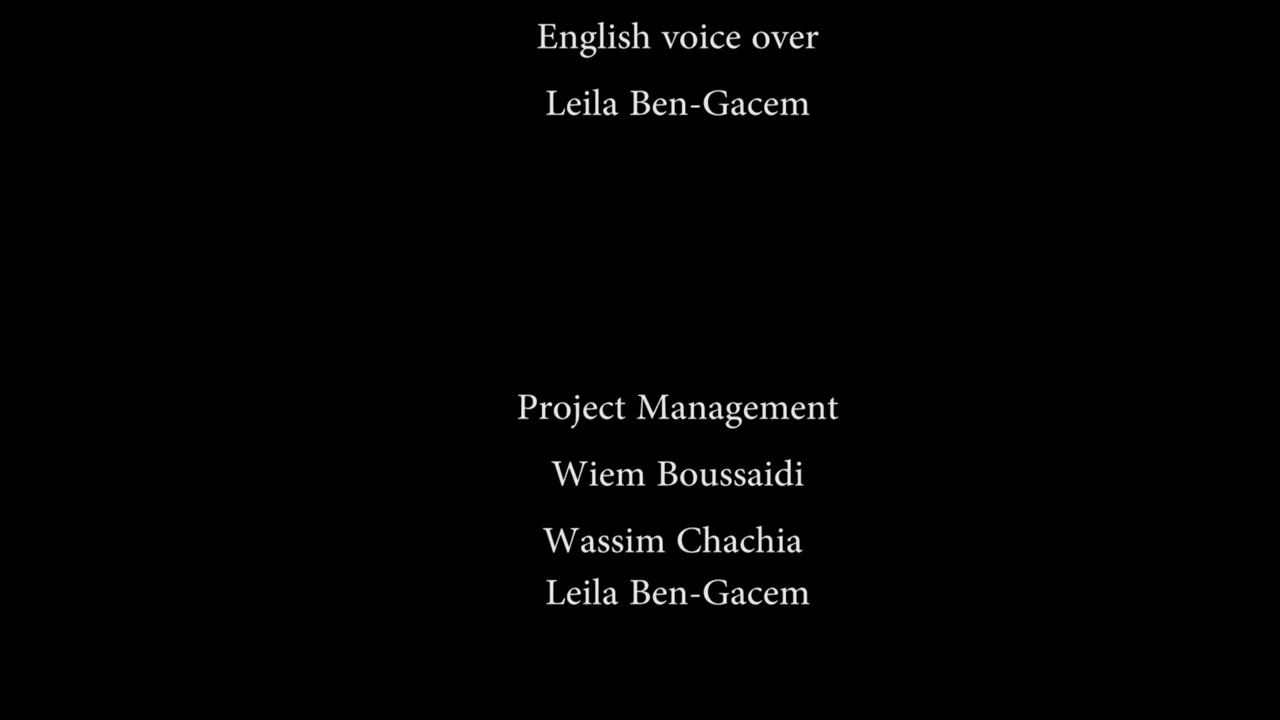 English voice over
Leila Ben-Gacem
Project Management
Wiem Boussaidi
Wassim Chachia
Leila Ben-Gacem